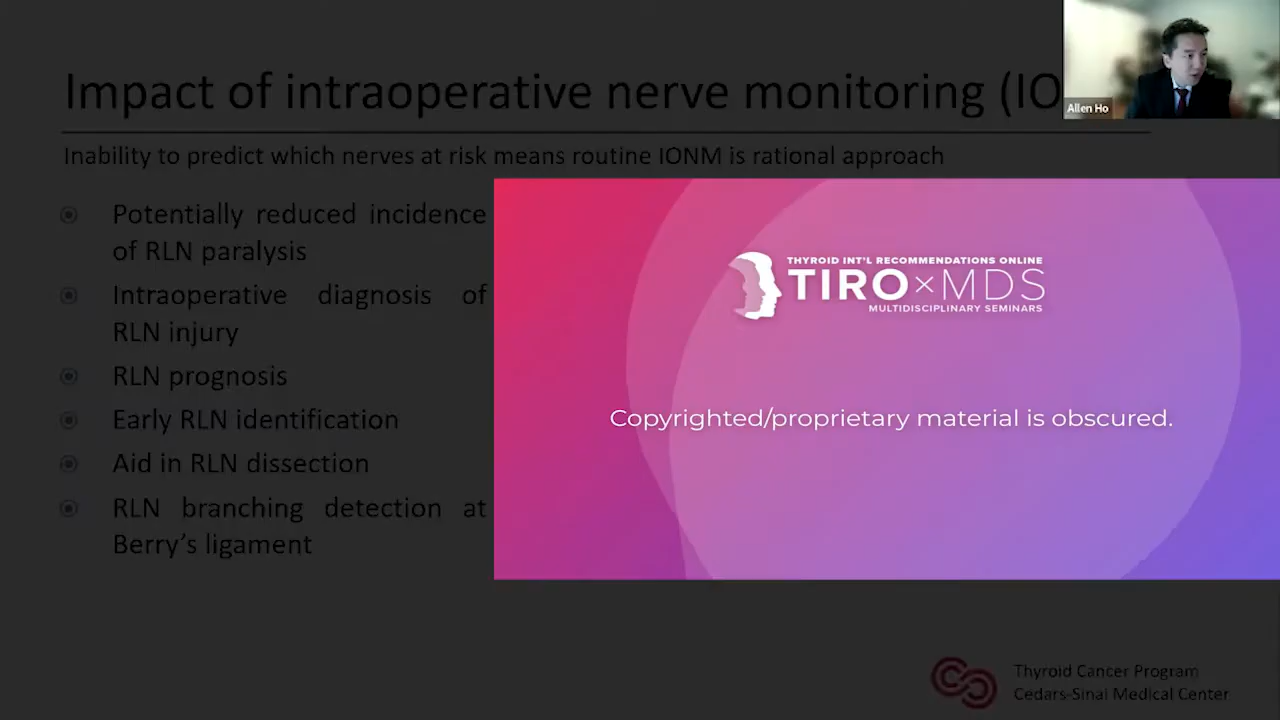 Impact of intraoperative nerve monitoring (IO
Allen Ho
Inability to predict which nerves at risk means routine IONM is rational approach
Potentially reduced incidence
of RLN paralysis
Intraoperative diagnosis of
RLN injury
RLN prognosis
Early RLN identification
Aid in RLN dissection
RLN branching detection at
Berry’s ligament
THYROID INT'L RECOMMENDATIONS ONLINE
TIRO×MDS
MULTIDISCIPLINARY SEMINARS
Copyrighted/proprietary material is obscured.
Thyroid Cancer Program
Cedars-Sinai Medical Center